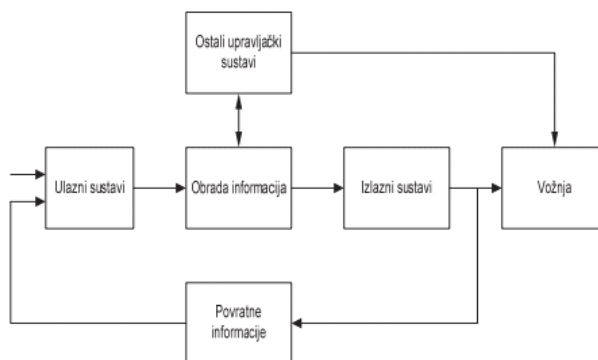 Ostali upravljački
sustavi
Ulazni sustavi
Obrada informacija
Izlazni sustavi
Vožnja
Povratne
informacije